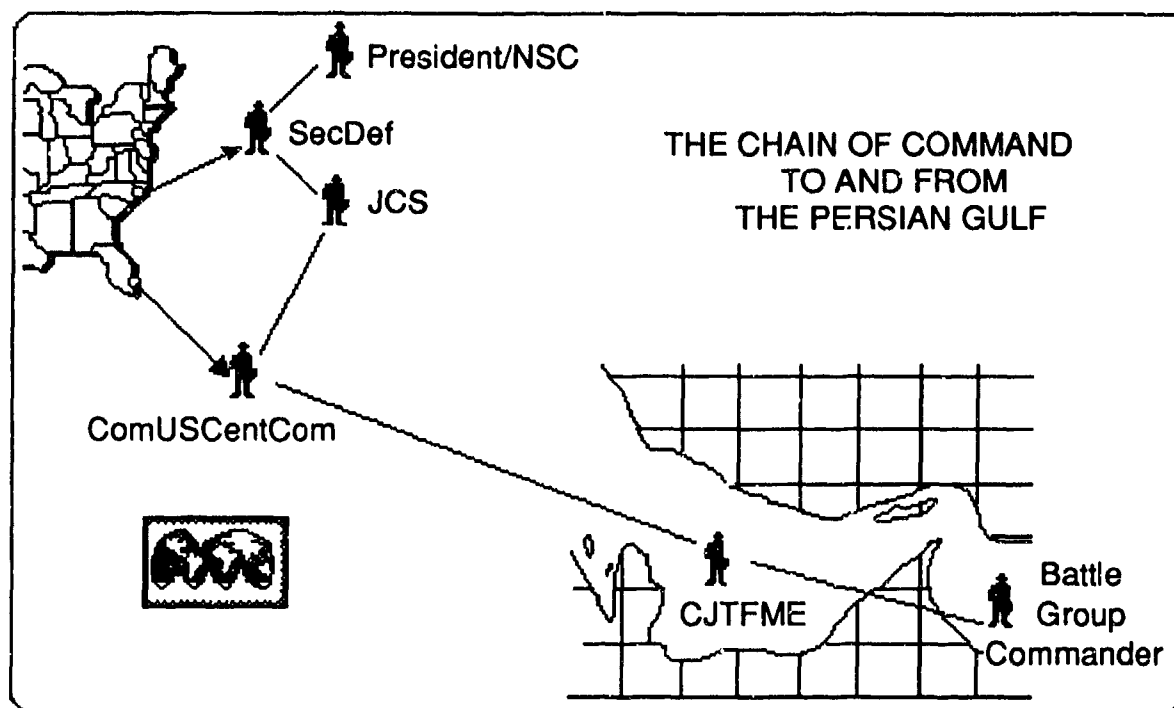 President/NSC
SecDef
JCS
THE CHAIN OF COMMAND
TO AND FROM
THE PERSIAN GULF
ComUSCentCom
CJTFME
Battle
Group
Commander